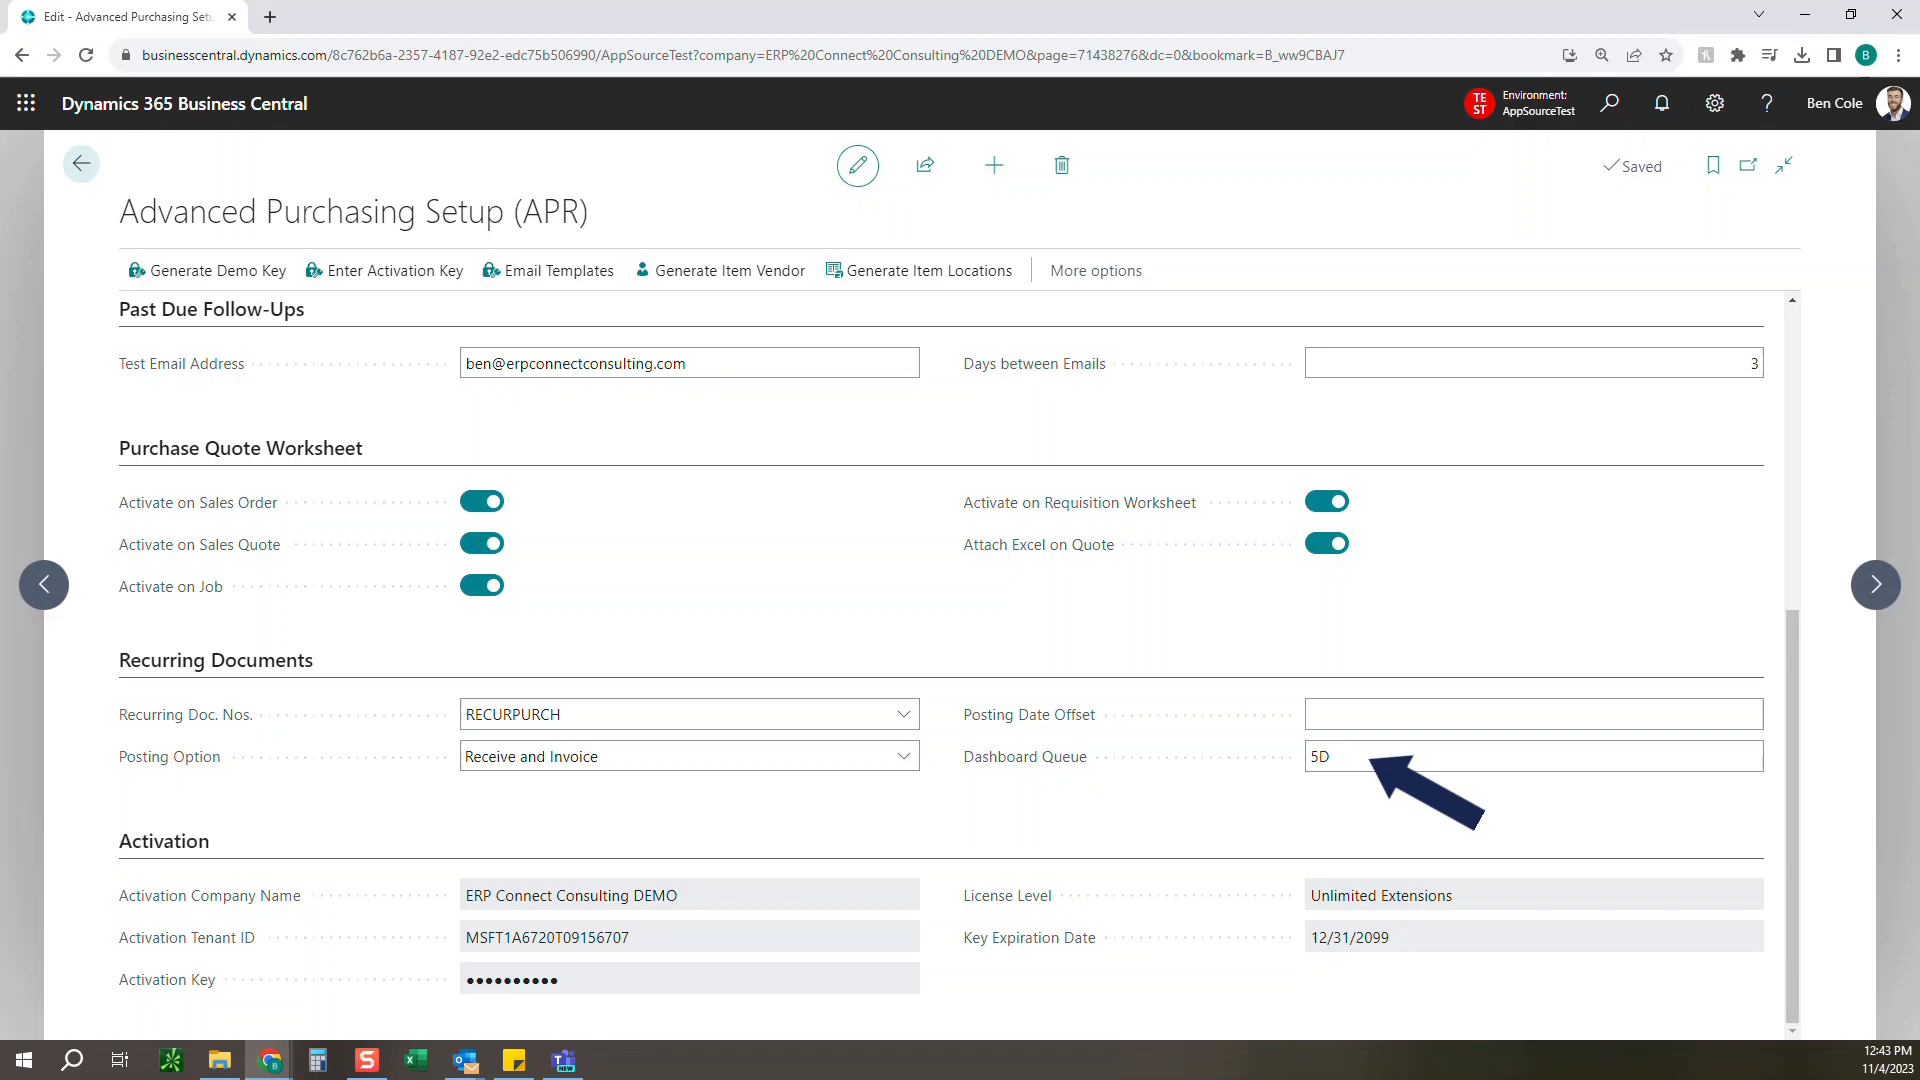 Edit - Advanced Purchasing Setu
businesscentral.dynamics.com/8c762b6a-2357-4187-92e2-edc75b506990/AppSourceTest?company=ERP%20Connect%20Consulting%20DEMO&page=71438276&dc=0&bookmark=B_ww9CBAJ7
B
Dynamics 365 Business Central
TE
ST
Environment:
AppSourceTest
Ben Cole
Saved
Advanced Purchasing Setup (APR)
Generate Demo Key Enter Activation Key Email Templates Generate Item Vendor Generate Item Locations More options
Past Due Follow-Ups
Test Email Address ben@erpconnectconsulting.com Days between Emails 3
Purchase Quote Worksheet
Activate on Sales Order Activate on Requisition Worksheet
Activate on Sales Quote Attach Excel on Quote
Activate on Job
Recurring Documents
Recurring Doc. Nos. RECURPURCH Posting Date Offset
Posting Option Receive and Invoice Dashboard Queue 5D
Activation
Activation Company Name ERP Connect Consulting DEMO License Level Unlimited Extensions
Activation Tenant ID MSFT1A6720T09156707 Key Expiration Date 12/31/2099
Activation Key ••••••••••
12:43 PM
11/4/2023